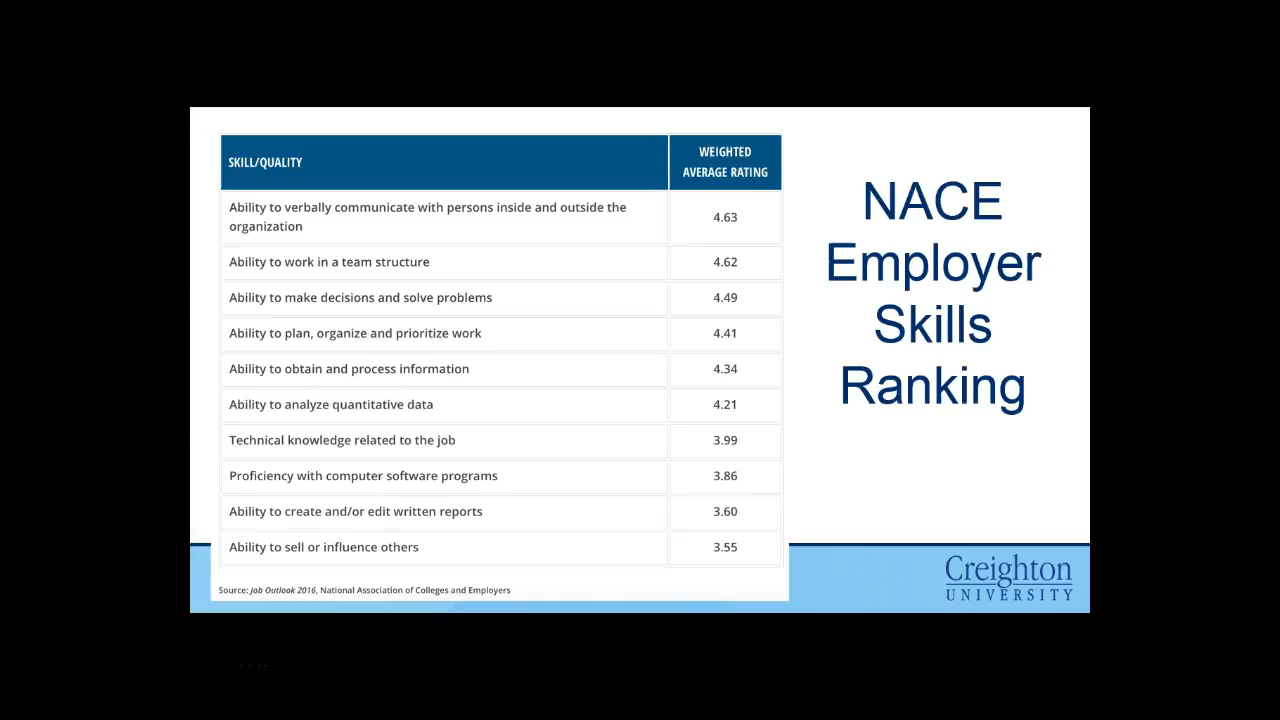 SKILL/QUALITY
WEIGHTED
AVERAGE RATING
Ability to verbally communicate with persons inside and outside the
organization
4.63
Ability to work in a team structure
4.62
Ability to make decisions and solve problems
4.49
Ability to plan, organize and prioritize work
4.41
Ability to obtain and process information
4.34
Ability to analyze quantitative data
4.21
Technical knowledge related to the job
3.99
Proficiency with computer software programs
3.86
Ability to create and/or edit written reports
3.60
Ability to sell or influence others
3.55
Source: Job Outlook 2016, National Association of Colleges and Employers
NACE
Employer
Skills
Ranking
Creighton
UNIVERSITY